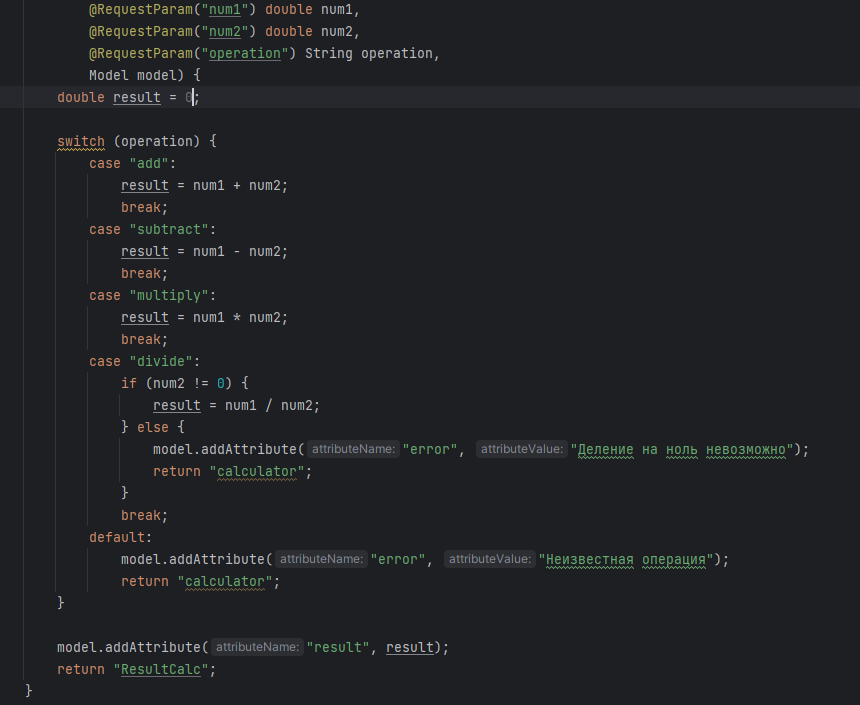 @RequestParam("num1") double num1,
@RequestParam("num2") double num2,
@RequestParam("operation") String operation,
Model model) {
double result = 0;
switch (operation) {
case "add":
result = num1 + num2;
break;
case "subtract":
result = num1 - num2;
break;
case "multiply":
result = num1 * num2;
break;
case "divide":
if (num2 != 0) {
result = num1 / num2;
} else {
model.addAttribute( attributeName: "error", attributeValue: "Деление на ноль невозможно");
return "calculator";
}
break;
default:
model.addAttribute( attributeName: "error", attributeValue: "Неизвестная операция");
return "calculator";
}
model.addAttribute( attributeName: "result", result);
return "ResultCalc";
}